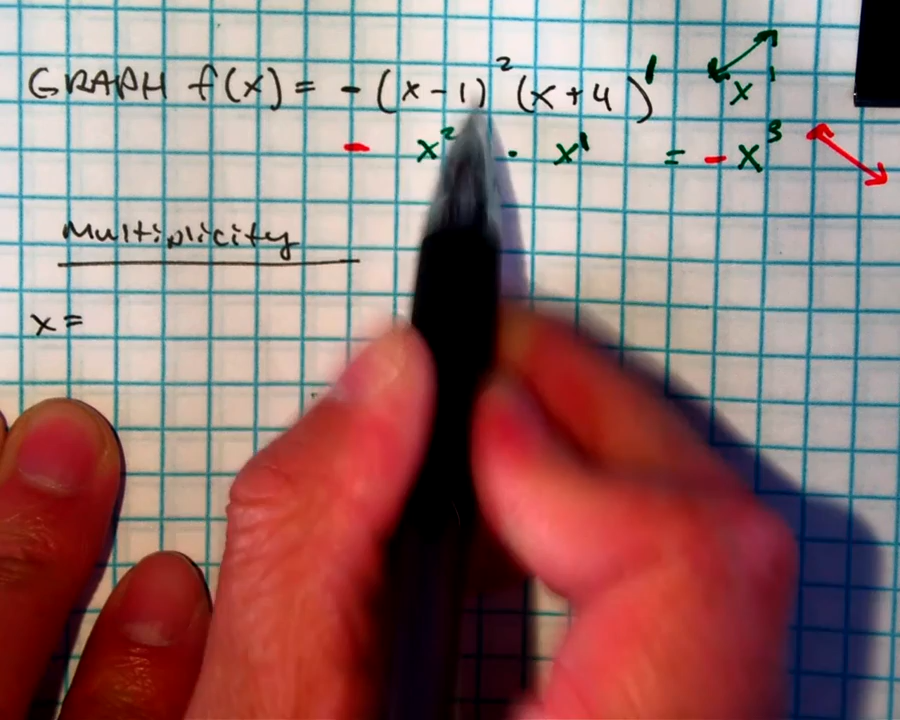 GRAPH f(x) = - (x-1)² (x+4)¹
x¹
- x² · x¹ = - x³
Multiplicity
x =